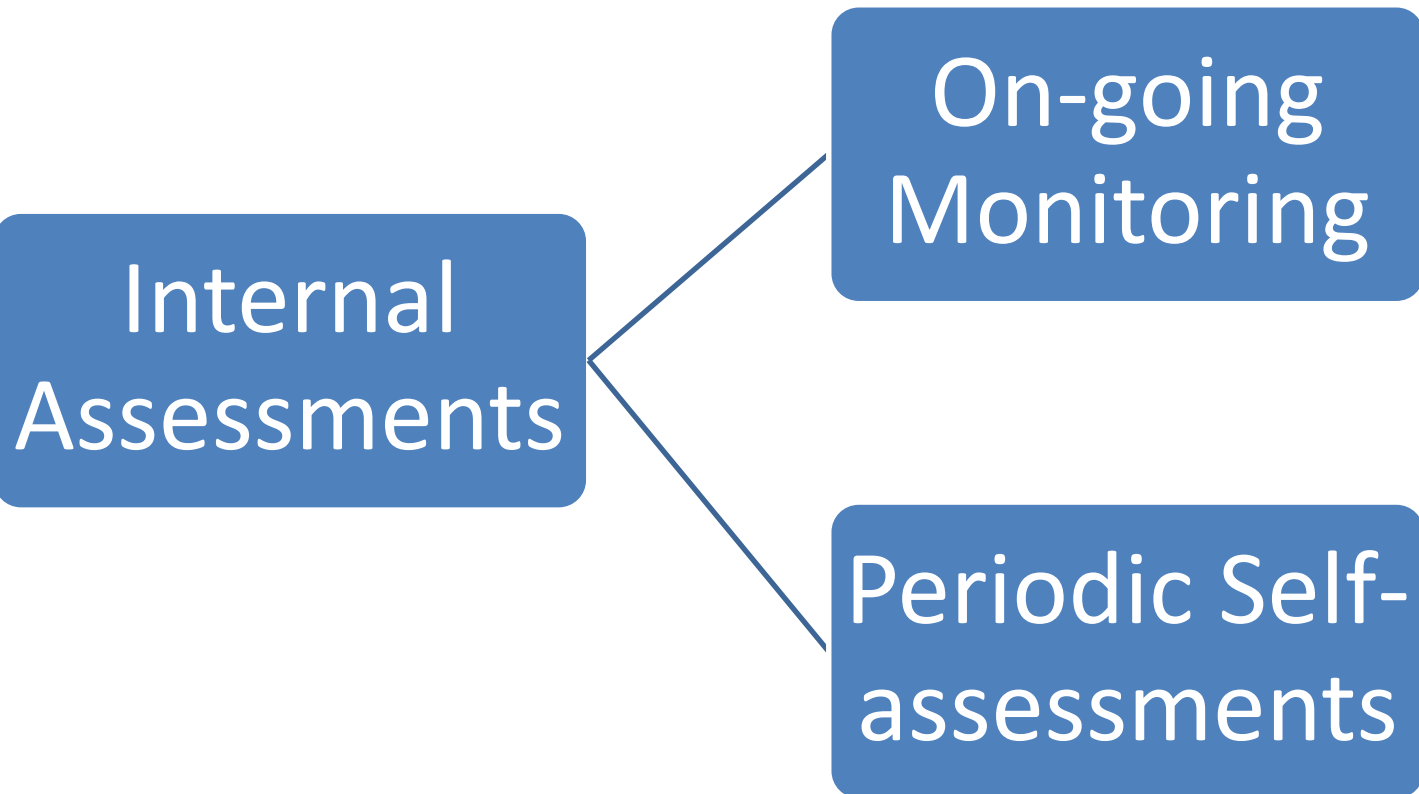 Internal
Assessments
On-going
Monitoring
Periodic Self-
assessments